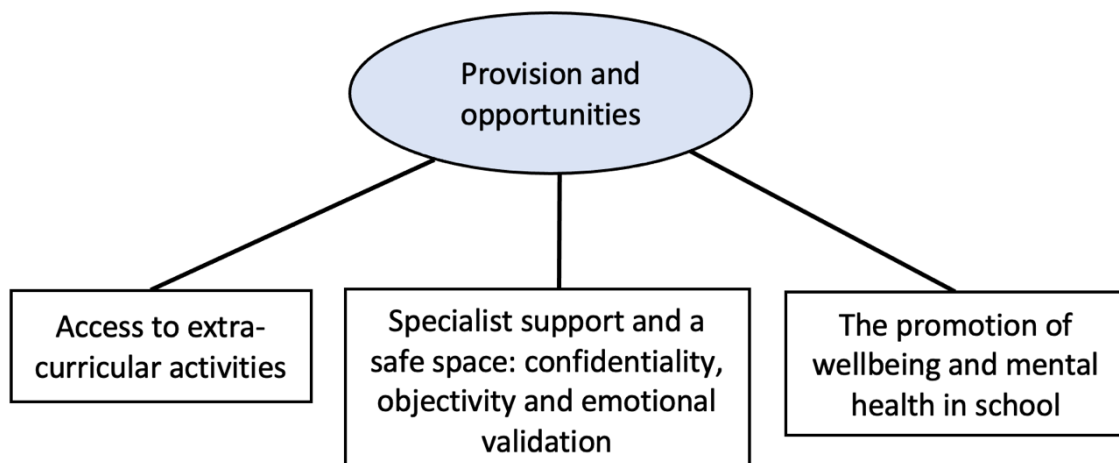 Provision and
opportunities
Access to extra-
curricular activities
Specialist support and a
safe space: confidentiality,
objectivity and emotional
validation
The promotion of
wellbeing and mental
health in school